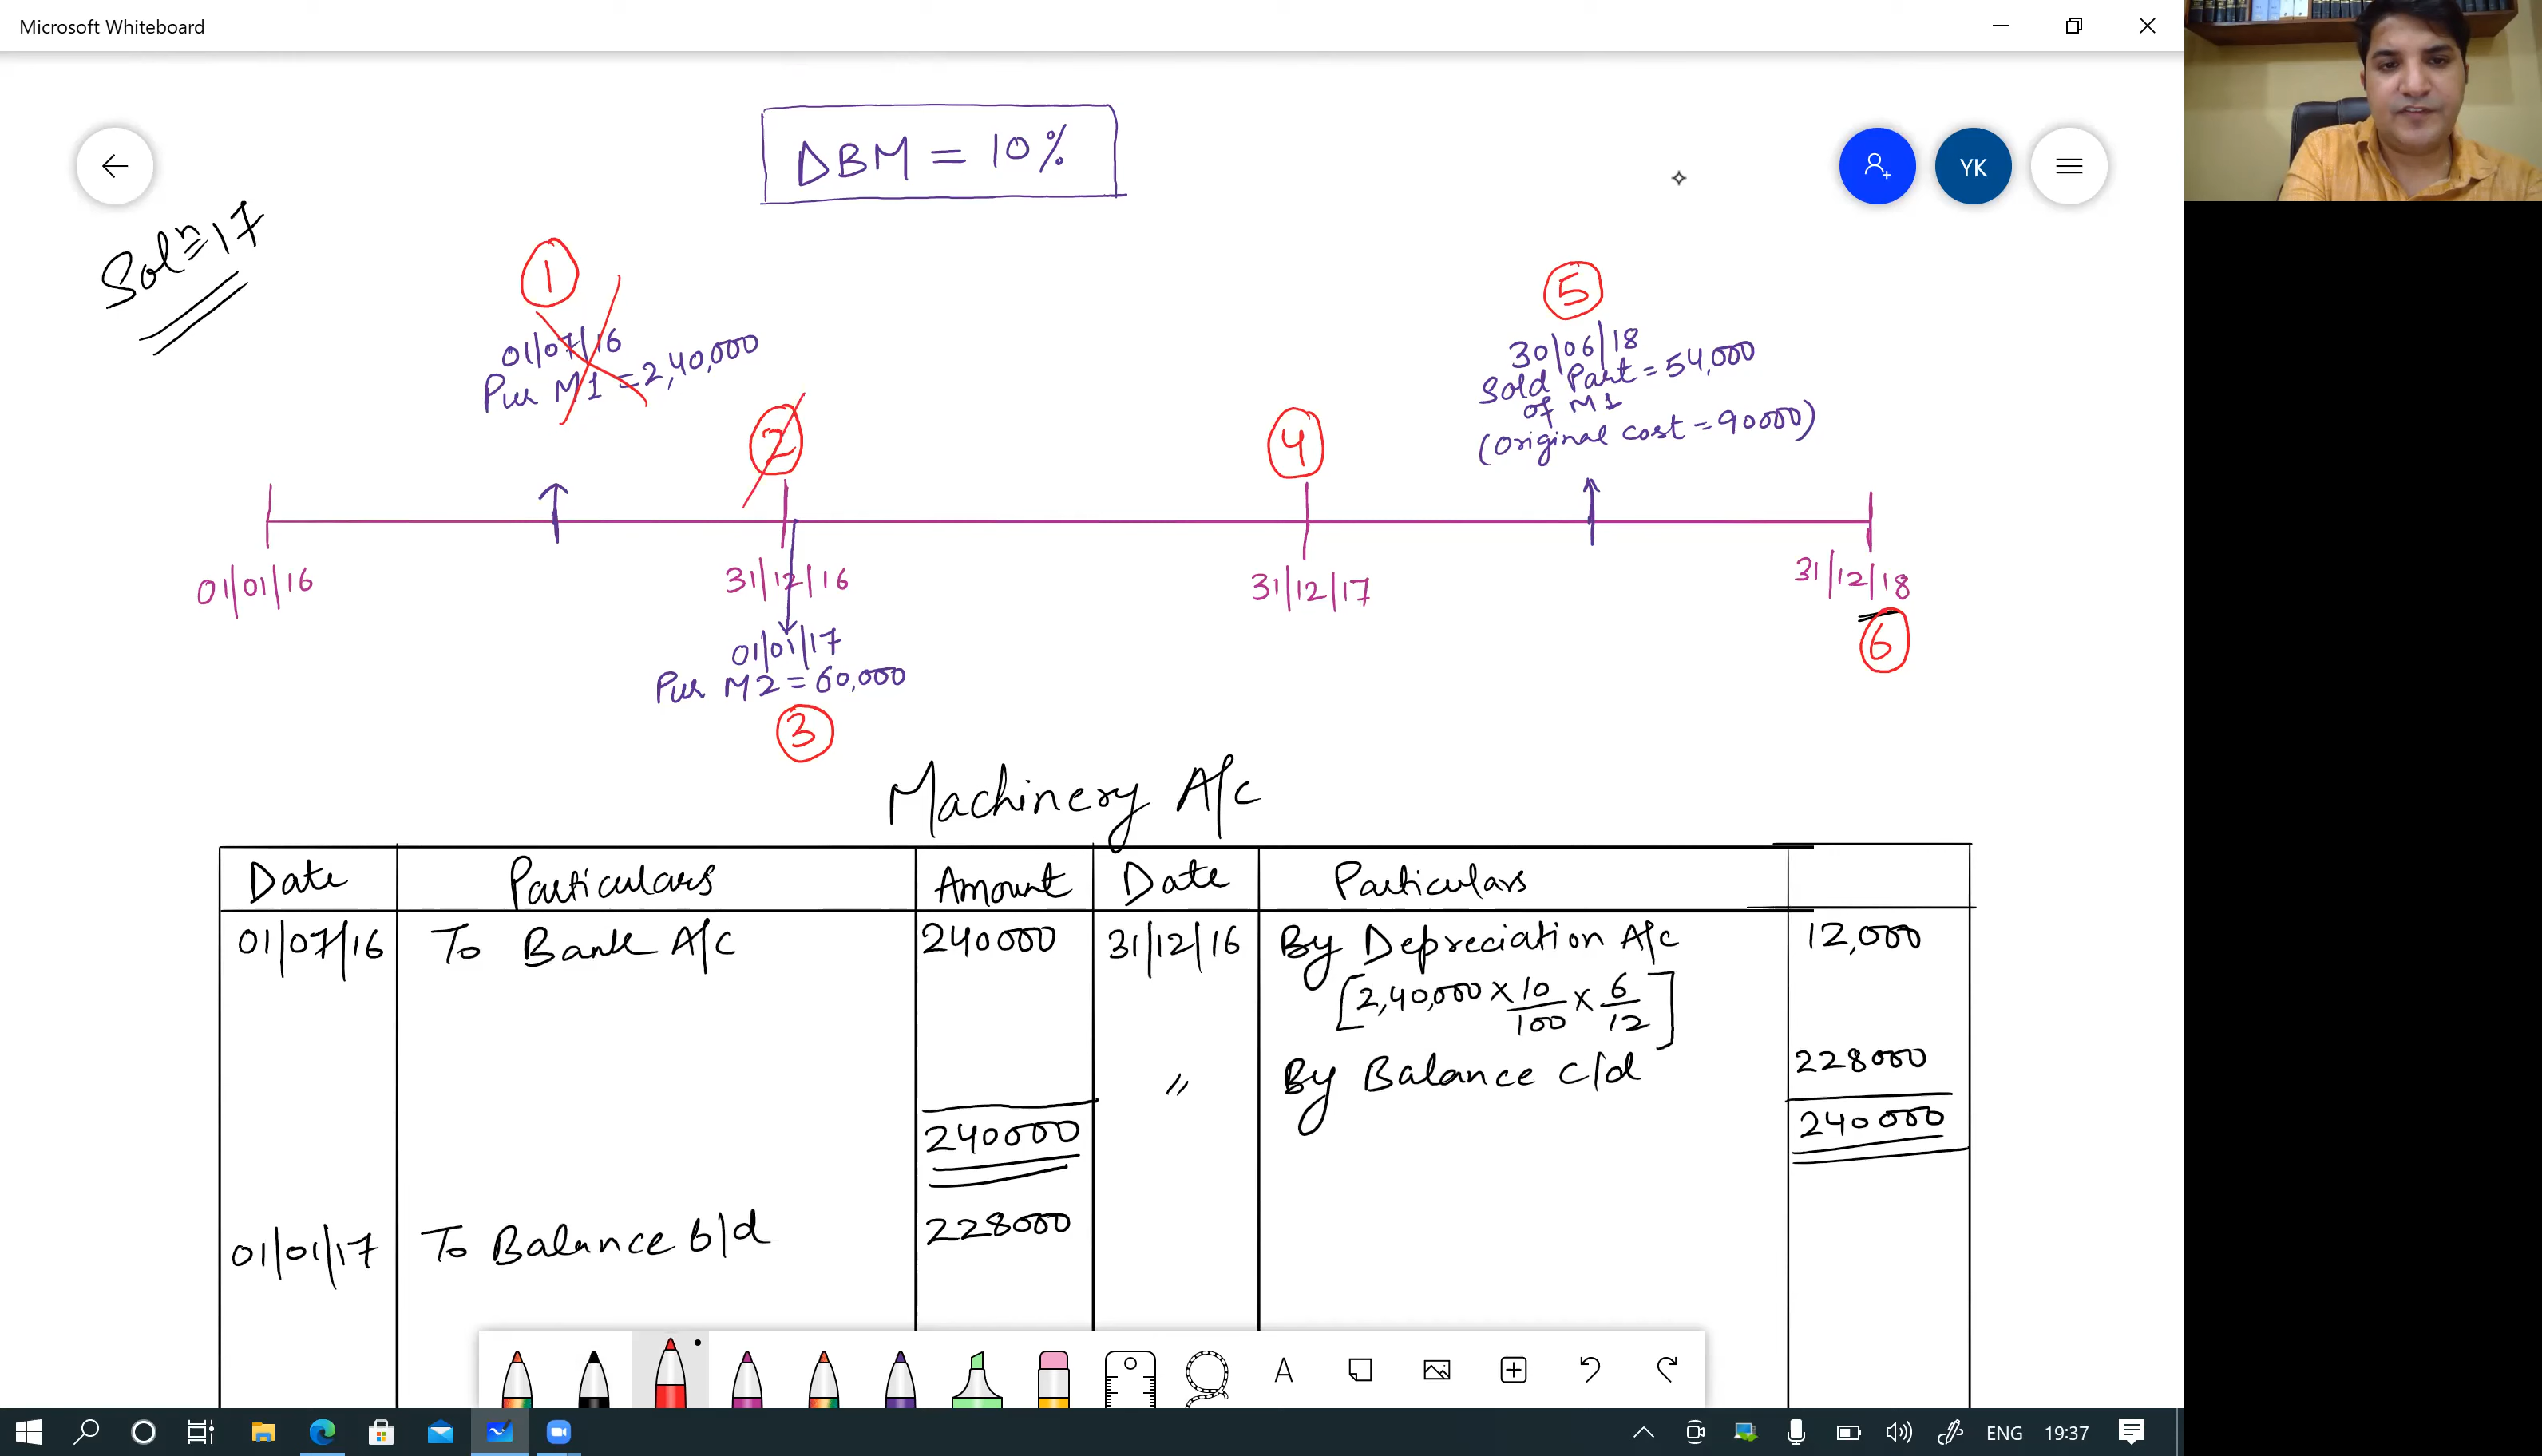 Microsoft Whiteboard
DBM = 10%
YK
Solⁿ = 17
1
01/07/16
Pur M1 = 2,40,000
2
4
5
30/06/18
Sold Part = 54,000
of M1
(Original cost = 90000)
01/01/16
31/12/16
31/12/17
31/12/18
6
01/01/17
Pur M2 = 60,000
3
Machinery A/c
Date Particulars Amount Date Particulars
01/07/16 To Bank A/c 240000 31/12/16 By Depreciation A/c 12,000
[2,40,000 × 10/100 × 6/12]
" By Balance c/d 228000
240000 240000
01/01/17 To Balance b/d 228000
A
ENG 19:37